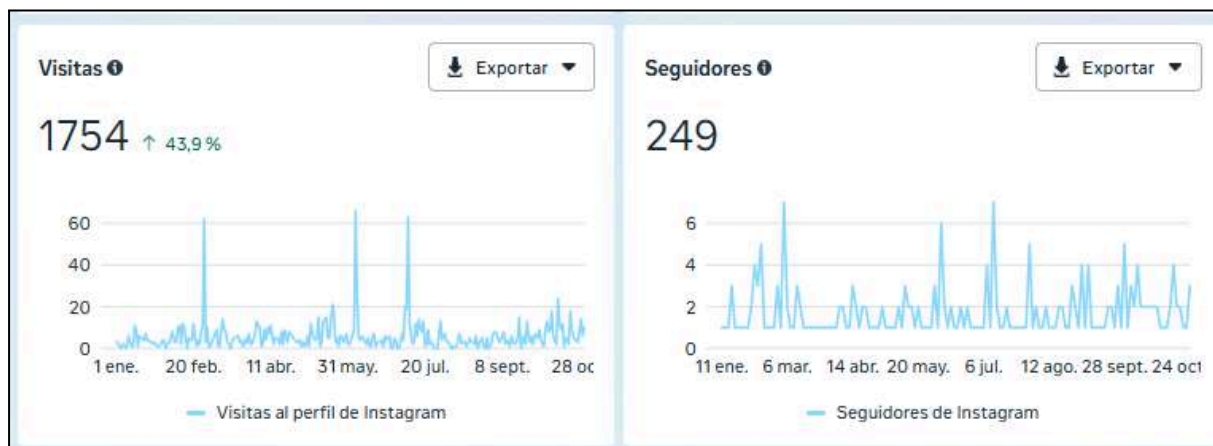 Visitas
Exportar
1754 ↑ 43,9 %
60
40
20
0
1 ene. 20 feb. 11 abr. 31 may. 20 jul. 8 sept. 28 oc
Visitas al perfil de Instagram
Seguidores
Exportar
249
6
4
2
0
11 ene. 6 mar. 14 abr. 20 may. 6 jul. 12 ago. 28 sept. 24 oct
Seguidores de Instagram